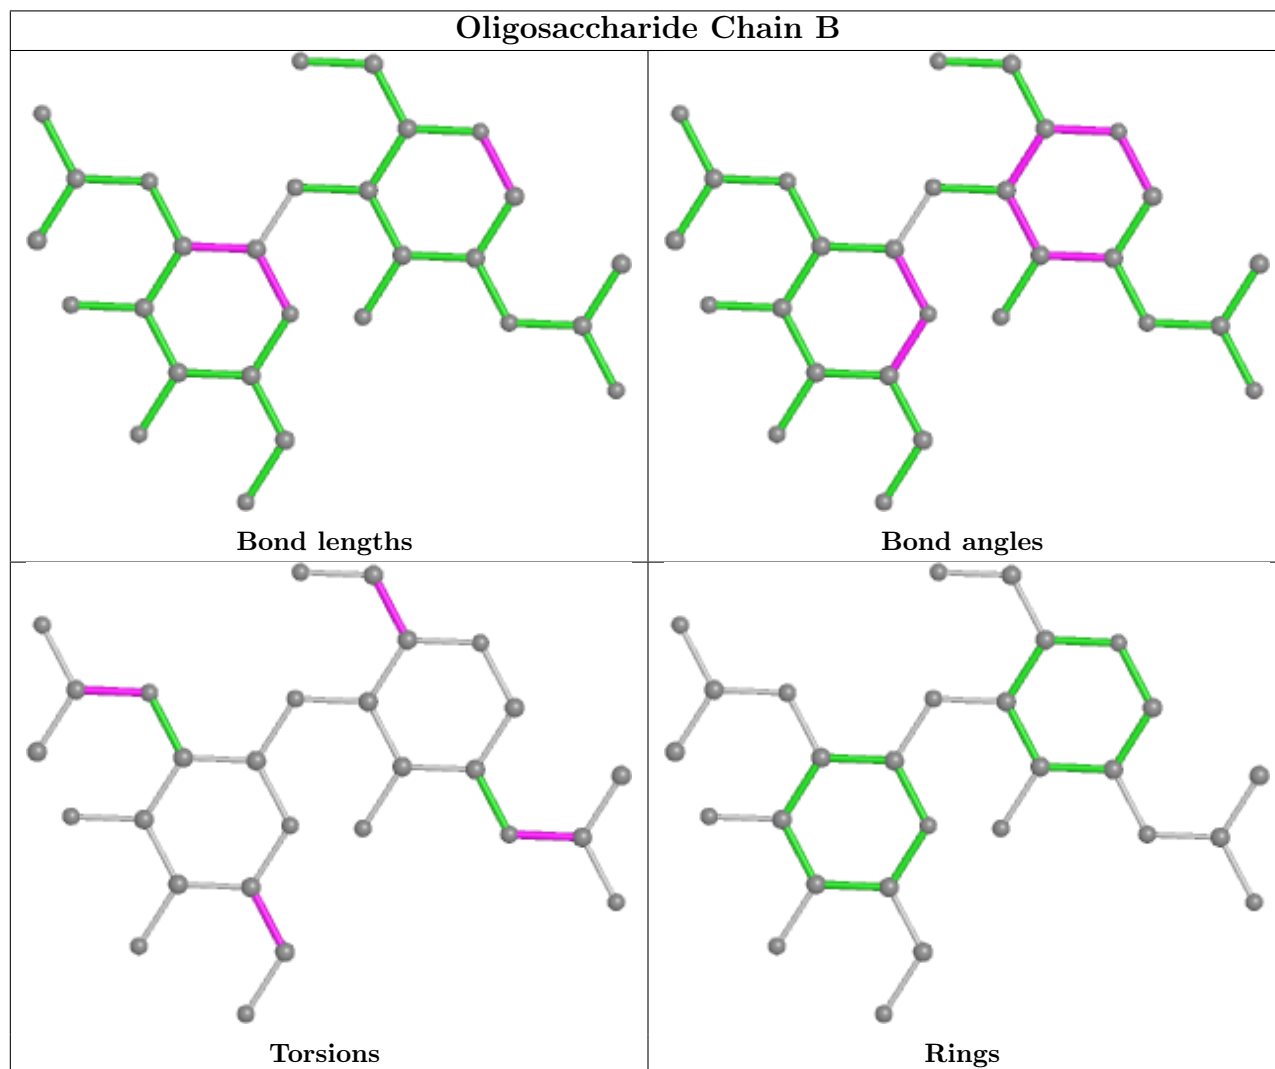 Oligosaccharide Chain B
Bond lengths
Bond angles
Torsions
Rings